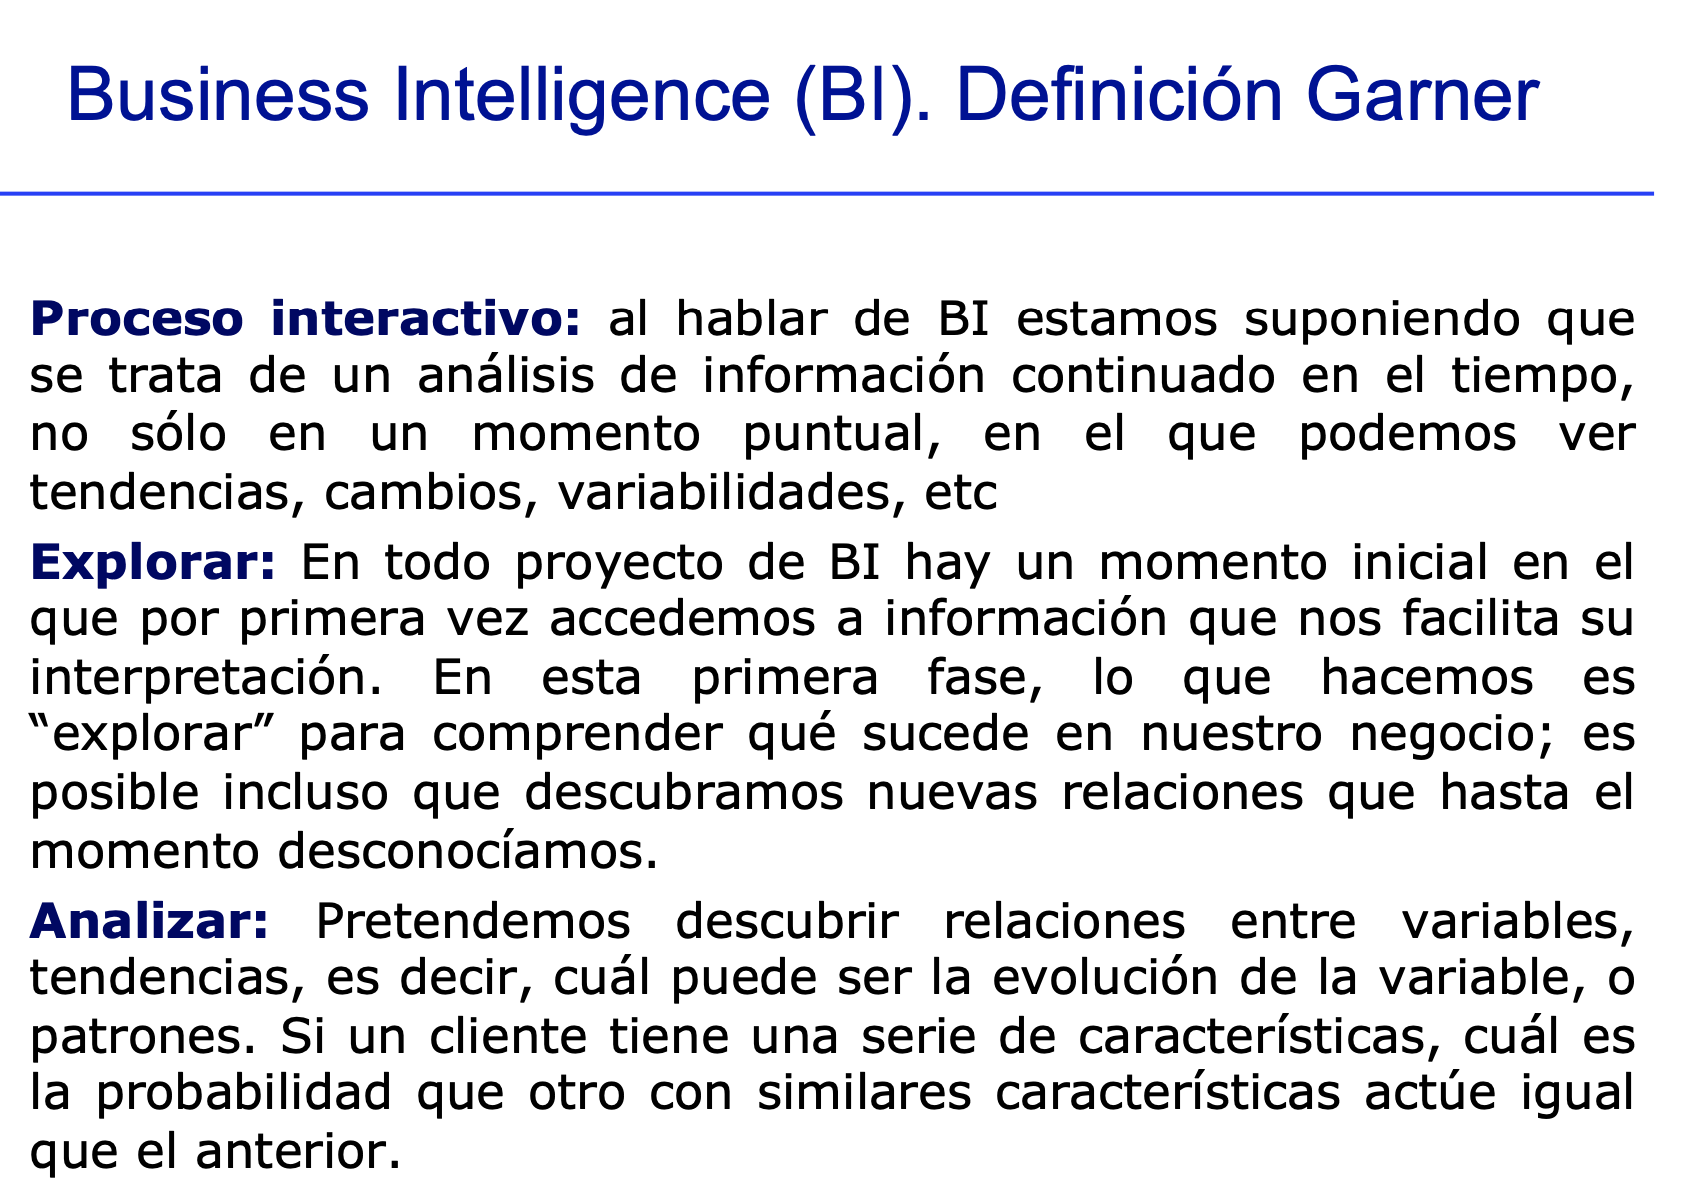 Business Intelligence (BI). Definición Garner
Proceso interactivo: al hablar de BI estamos suponiendo que
se trata de un análisis de información continuado en el tiempo,
no sólo en un momento puntual, en el que podemos ver
tendencias, cambios, variabilidades, etc
Explorar: En todo proyecto de BI hay un momento inicial en el
que por primera vez accedemos a información que nos facilita su
interpretación. En esta primera fase, lo que hacemos es
“explorar” para comprender qué sucede en nuestro negocio; es
posible incluso que descubramos nuevas relaciones que hasta el
momento desconocíamos.
Analizar: Pretendemos descubrir relaciones entre variables,
tendencias, es decir, cuál puede ser la evolución de la variable, o
patrones. Si un cliente tiene una serie de características, cuál es
la probabilidad que otro con similares características actúe igual
que el anterior.